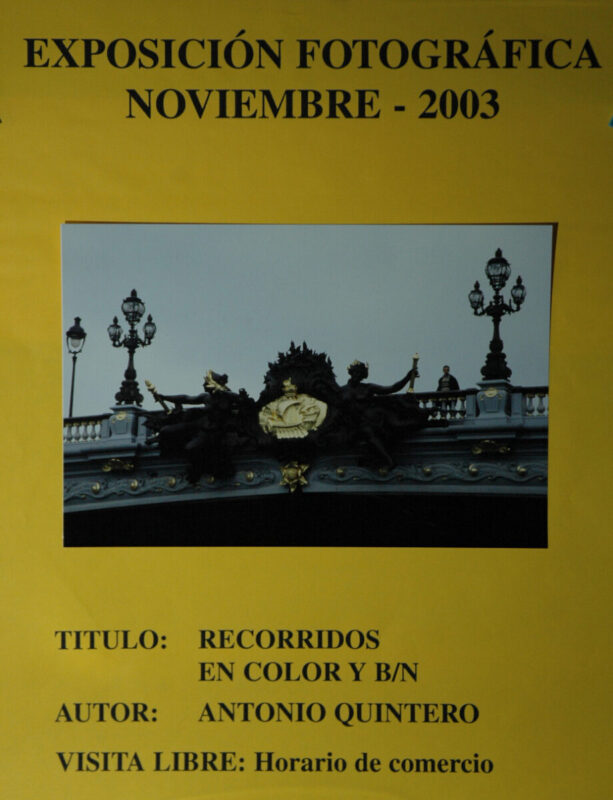 EXPOSICIÓN FOTOGRÁFICA
NOVIEMBRE - 2003
TITULO: RECORRIDOS
EN COLOR Y B/N
AUTOR: ANTONIO QUINTERO
VISITA LIBRE: Horario de comercio